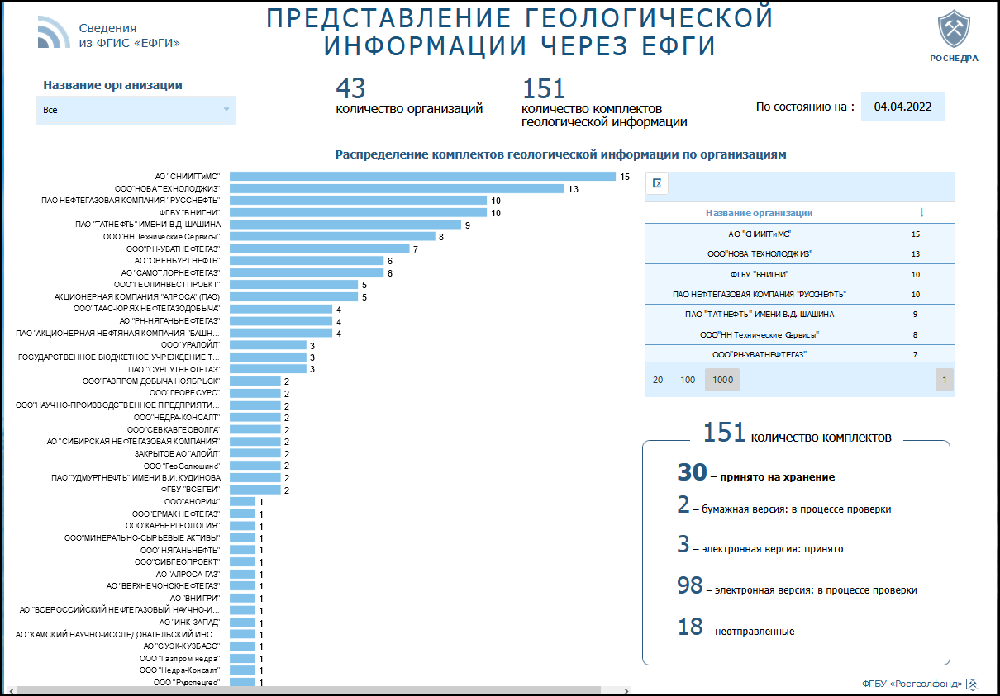 Сведения
из ФГИС «ЕФГИ»
ПРЕДСТАВЛЕНИЕ ГЕОЛОГИЧЕСКОЙ
ИНФОРМАЦИИ ЧЕРЕЗ ЕФГИ
РОСНЕДРА
Название организации
Все
43
количество организаций
151
количество комплектов
геологической информации
По состоянию на : 04.04.2022
Распределение комплектов геологической информации по организациям
АО "СНИИГГиМС" 15
ООО"НОВАТЕХНОЛОДЖИЗ" 13
ПАО НЕФТЕГАЗОВАЯ КОМПАНИЯ "РУССНЕФТЬ" 10
ФГБУ "ВНИГНИ" 10
ПАО "ТАТНЕФТЬ" ИМЕНИ В.Д. ШАШИНА 9
ООО"НН Технические Сервисы" 8
ООО"РН-УВАТНЕФТЕГАЗ" 7
АО "ОРЕНБУРГНЕФТЬ" 6
АО "САМОТЛОРНЕФТЕГАЗ" 6
ООО"ГЕОЛИНВЕСТПРОЕКТ" 5
АКЦИОНЕРНАЯ КОМПАНИЯ "АЛРОСА" (ПАО) 5
ООО"ТААС-ЮРЯХ НЕФТЕГАЗОДОБЫЧА" 4
АО "РН-НЯГАНЬНЕФТЕГАЗ" 4
ПАО "АКЦИОНЕРНАЯ НЕФТЯНАЯ КОМПАНИЯ "БАШН... 4
ООО"УРАЛОЙЛ" 3
ГОСУДАРСТВЕННОЕ БЮДЖЕТНОЕ УЧРЕЖДЕНИЕ Т... 3
ПАО "СУРГУТНЕФТЕГАЗ" 3
ООО"ГАЗПРОМ ДОБЫЧА НОЯБРЬСК" 2
ООО"ГЕОРЕСУРС" 2
ООО"НАУЧНО-ПРОИЗВОДСТВЕННОЕ ПРЕДПРИЯТИ... 2
ООО"НЕДРА-КОНСАЛТ" 2
ООО"СЕВКАВГЕОВОЛГА" 2
АО "СИБИРСКАЯ НЕФТЕГАЗОВАЯ КОМПАНИЯ" 2
ЗАКРЫТОЕ АО "АЛОЙЛ" 2
ООО "ГеоСолюшинс" 2
ПАО "УДМУРТНЕФТЬ" ИМЕНИ В.И. КУДИНОВА 2
ФГБУ "ВСЕГЕИ" 2
ООО"АНОРИФ" 1
ООО"ЕРМАКНЕФТЕГАЗ" 1
ООО"КАРЬЕРГЕОЛОГИЯ" 1
ООО"МИНЕРАЛЬНО-СЫРЬЕВЫЕ АКТИВЫ" 1
ООО"НЯГАНЬНЕФТЬ" 1
ООО"СИБГЕОПРОЕКТ" 1
АО "АЛРОСА-ГАЗ" 1
АО "ВЕРХНЕЧОНСКНЕФТЕГАЗ" 1
АО "ВНИГРИ" 1
АО "ВСЕРОССИЙСКИЙ НЕФТЕГАЗОВЫЙ НАУЧНО-И... 1
АО "ИНК-ЗАПАД" 1
АО "КАМСКИЙ НАУЧНО-ИССЛЕДОВАТЕЛЬСКИЙ ИНС... 1
АО "СУЭК-КУЗБАСС" 1
ООО "Газпром недра" 1
ООО "Недра-Консалт" 1
ООО "Рудспецгео" 1
Название организации ↓
АО "СНИИГГиМС" 15
ООО"НОВАТЕХНОЛОДЖИЗ" 13
ФГБУ "ВНИГНИ" 10
ПАО НЕФТЕГАЗОВАЯ КОМПАНИЯ "РУССНЕФТЬ" 10
ПАО "ТАТНЕФТЬ" ИМЕНИ В.Д. ШАШИНА 9
ООО"НН Технические Сервисы" 8
ООО"РН-УВАТНЕФТЕГАЗ" 7
20 100 1000 1
151 количество комплектов
30 – принято на хранение
2 – бумажная версия: в процессе проверки
3 – электронная версия: принято
98 – электронная версия: в процессе проверки
18 – неотправленные
ФГБУ «Росгеолфонд»